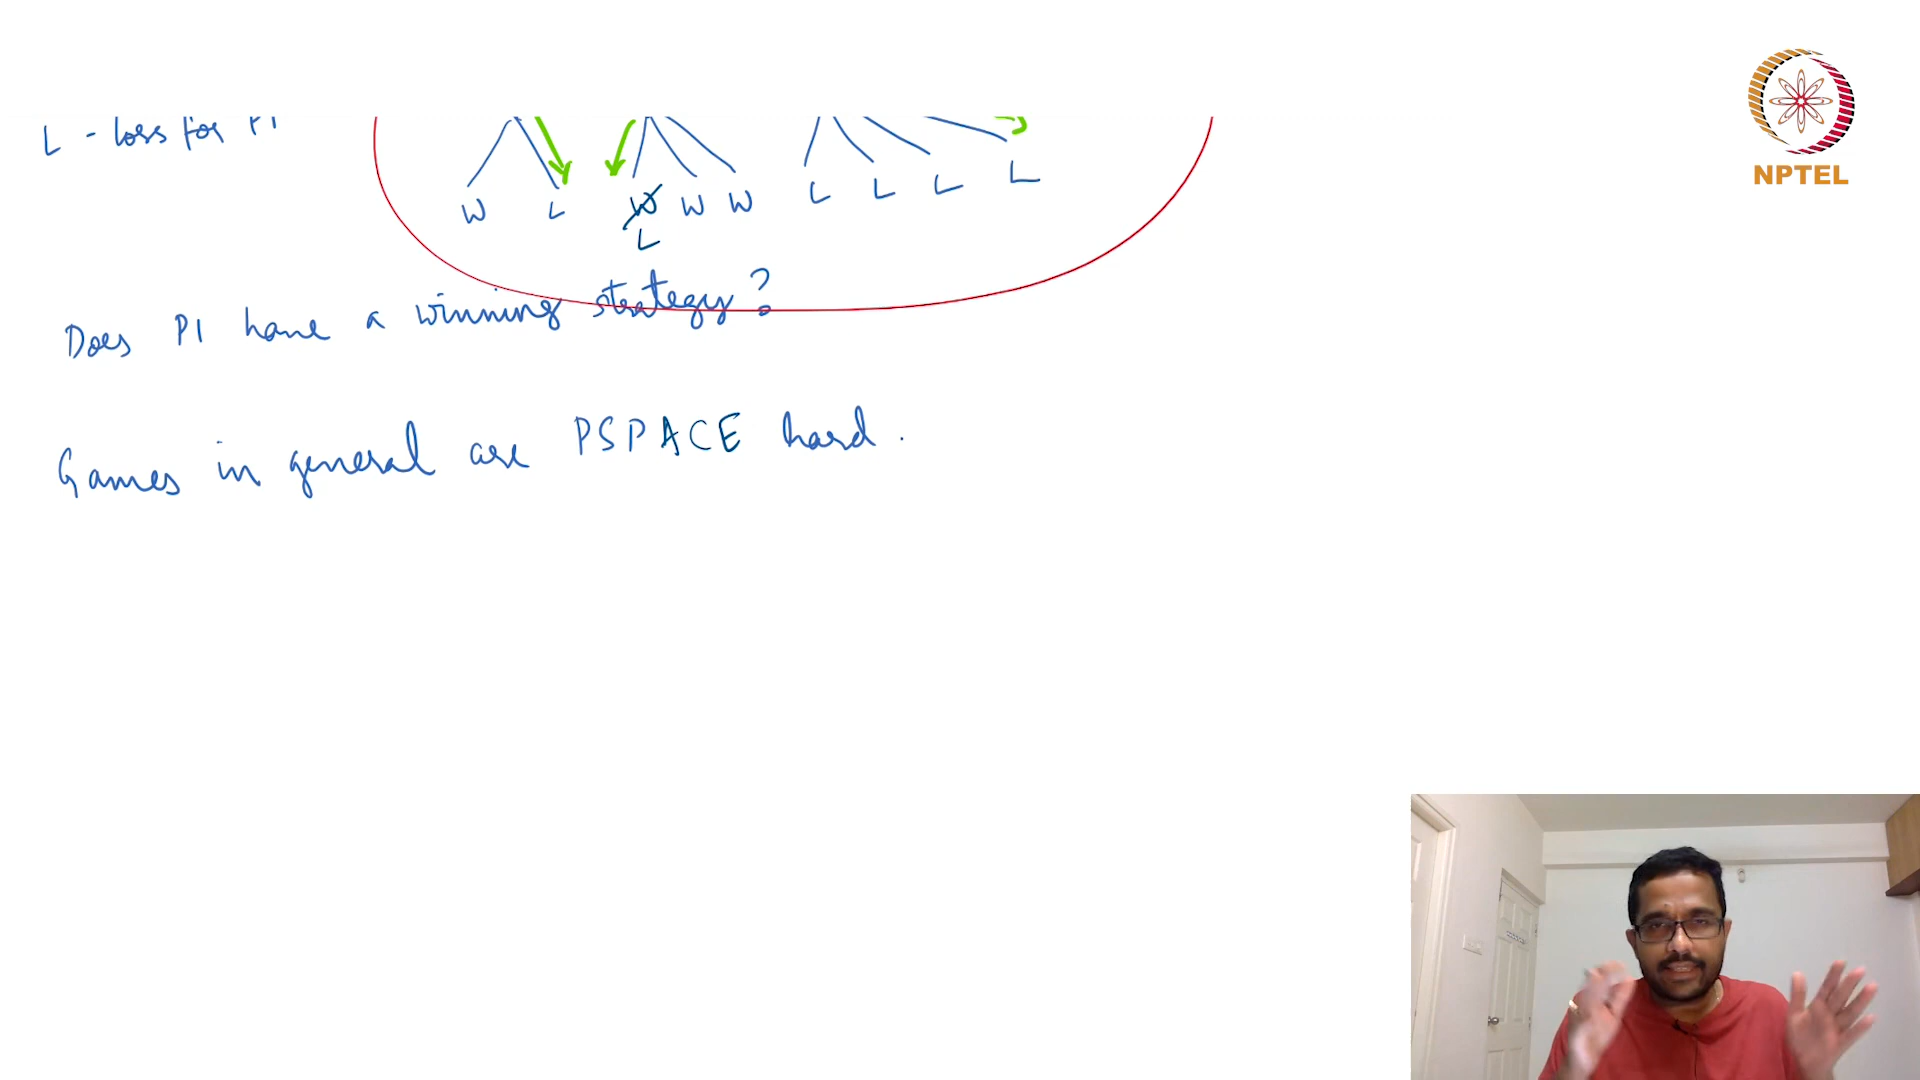 L - loss for P1
W L W W W L L L L
L
Does P1 have a winning strategy?
Games in general are PSPACE hard.
NPTEL